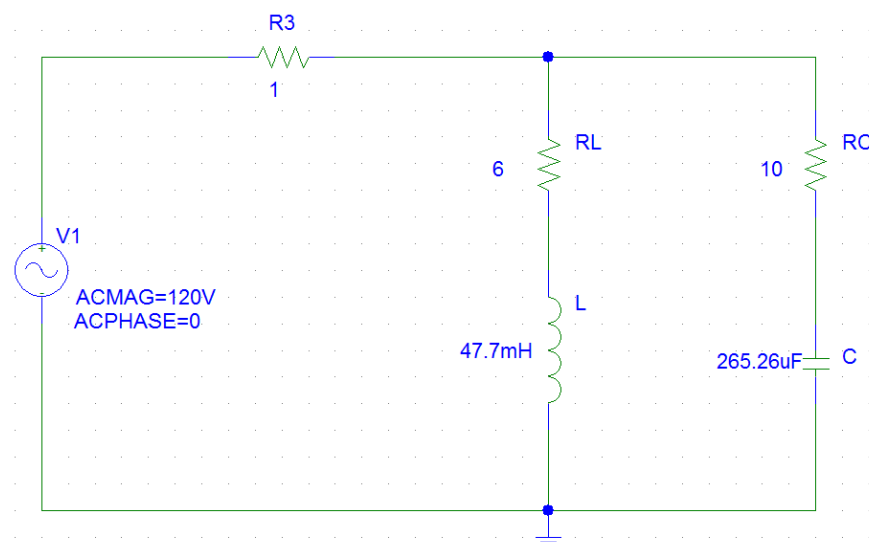 R3
1
RL
6
RC
10
V1
ACMAG=120V
ACPHASE=0
L
47.7mH
265.26uF
C